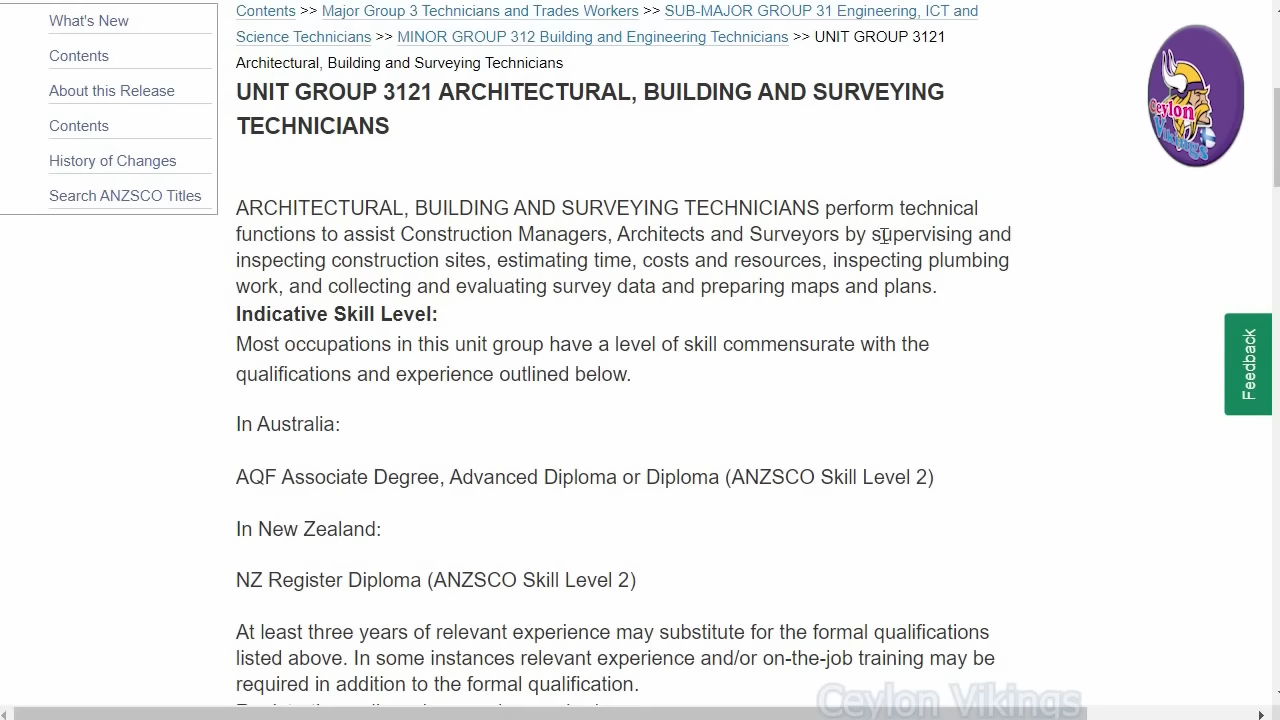 What's New
Contents
About this Release
Contents
History of Changes
Search ANZSCO Titles
Contents >> Major Group 3 Technicians and Trades Workers >> SUB-MAJOR GROUP 31 Engineering, ICT and
Science Technicians >> MINOR GROUP 312 Building and Engineering Technicians >> UNIT GROUP 3121
Architectural, Building and Surveying Technicians
UNIT GROUP 3121 ARCHITECTURAL, BUILDING AND SURVEYING
TECHNICIANS
Ceylon
Vikings
ARCHITECTURAL, BUILDING AND SURVEYING TECHNICIANS perform technical
functions to assist Construction Managers, Architects and Surveyors by supervising and
inspecting construction sites, estimating time, costs and resources, inspecting plumbing
work, and collecting and evaluating survey data and preparing maps and plans.
Indicative Skill Level:
Most occupations in this unit group have a level of skill commensurate with the
qualifications and experience outlined below.
Feedback
In Australia:
AQF Associate Degree, Advanced Diploma or Diploma (ANZSCO Skill Level 2)
In New Zealand:
NZ Register Diploma (ANZSCO Skill Level 2)
At least three years of relevant experience may substitute for the formal qualifications
listed above. In some instances relevant experience and/or on-the-job training may be
required in addition to the formal qualification.
Ceylon Vikings